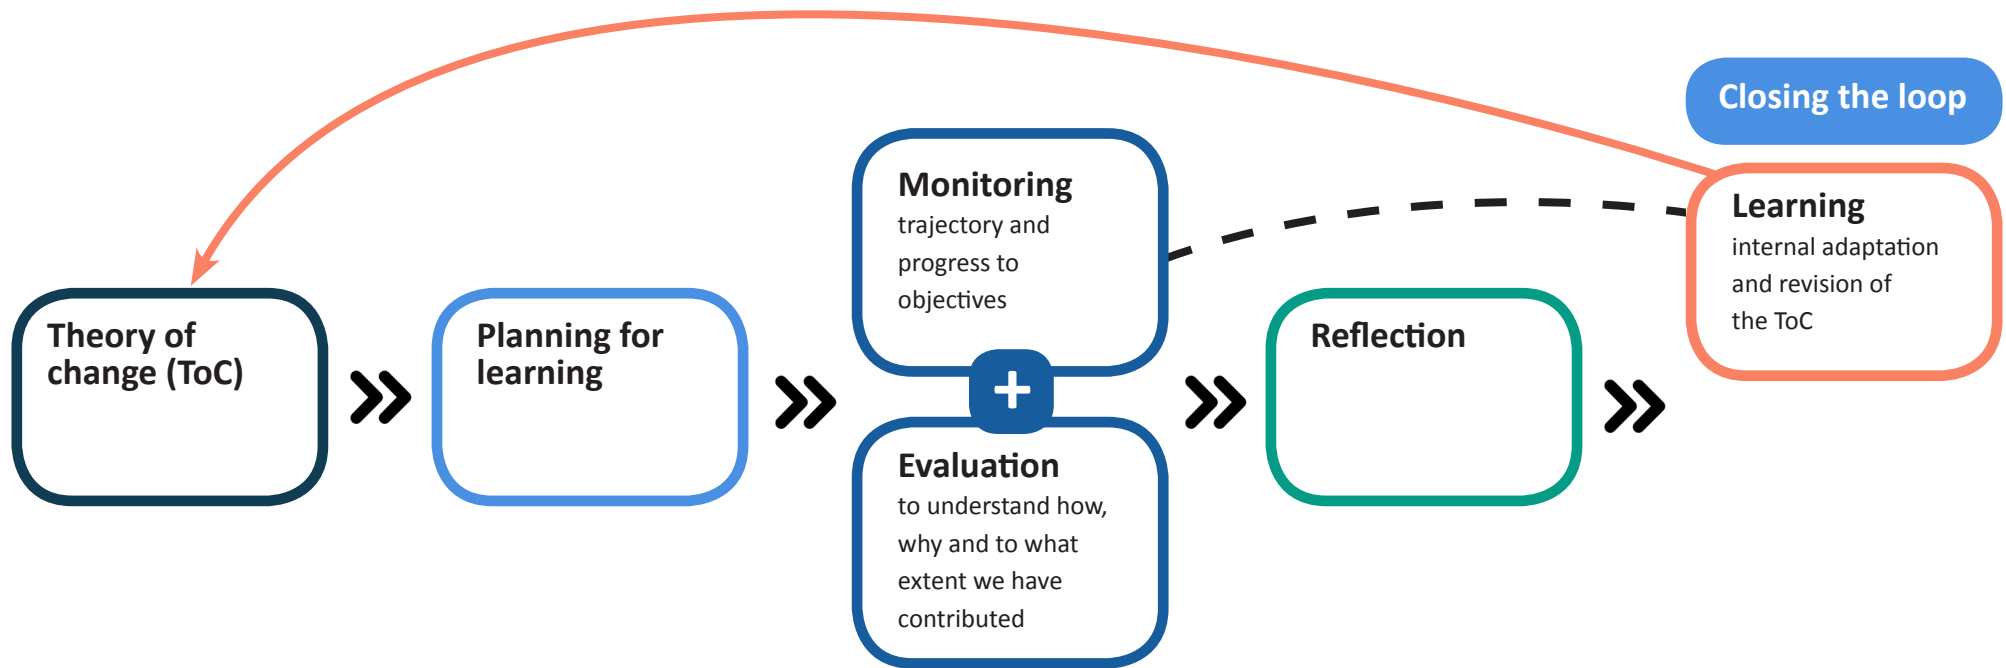 Closing the loop
Theory of
change (ToC)
Planning for
learning
Monitoring
trajectory and
progress to
objectives
+
Evaluation
to understand how,
why and to what
extent we have
contributed
Reflection
Learning
internal adaptation
and revision of
the ToC